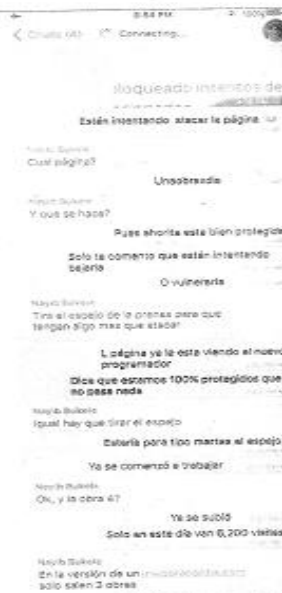 8:54 PM
Chats
Connecting...
loqueado intentos de
Están intentando atacar la página
Nayib Bukele
Cual página?
Nayib Bukele
Y que se hace?
Pues ahorita esta bien protegida
Solo te comento que están intentando
bajarla
O vulnerarla
Nayib Bukele
Tira el espejo de la prensa para que
tengan algo mas que atacar
página ya la esta viendo el nuevo
programador
Dice que estamos 100% protegidos que
no pasa nada
Nayib Bukele
Igual hay que tirar el espejo
Estaría para tipo martes el espejo
Ya se comenzó a trabajar
Nayib Bukele
Ok, y la obra 4?
Ya se subió
Solo en este día van 6,200 visitas
Nayib Bukele
En la versión de un
solo salen 3 obras